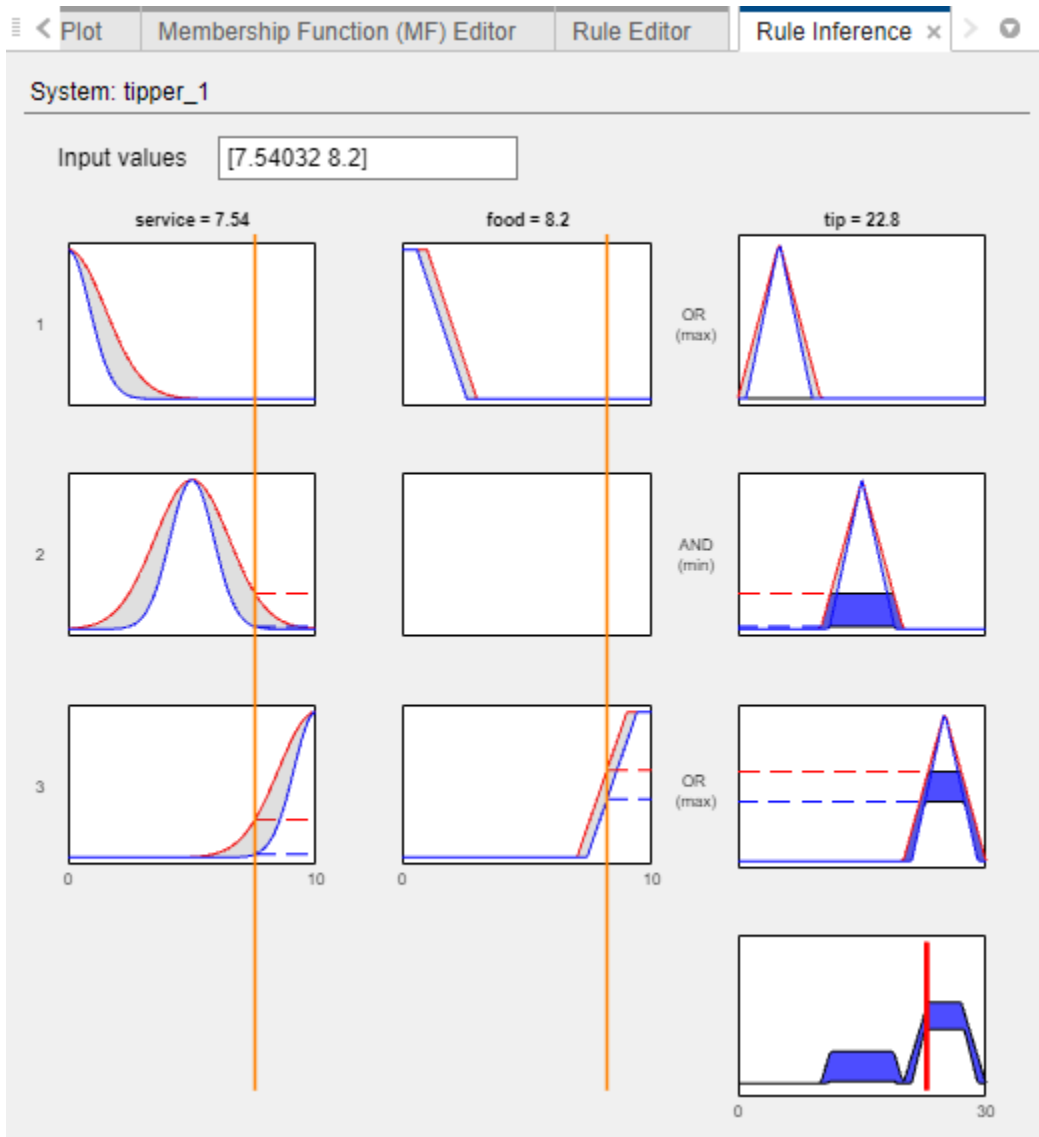 Plot Membership Function (MF) Editor Rule Editor Rule Inference ×
System: tipper_1
Input values [7.54032 8.2]
service = 7.54 food = 8.2 tip = 22.8
1 OR
(max)
2 AND
(min)
3 OR
(max)
0 10 0 10
0 30